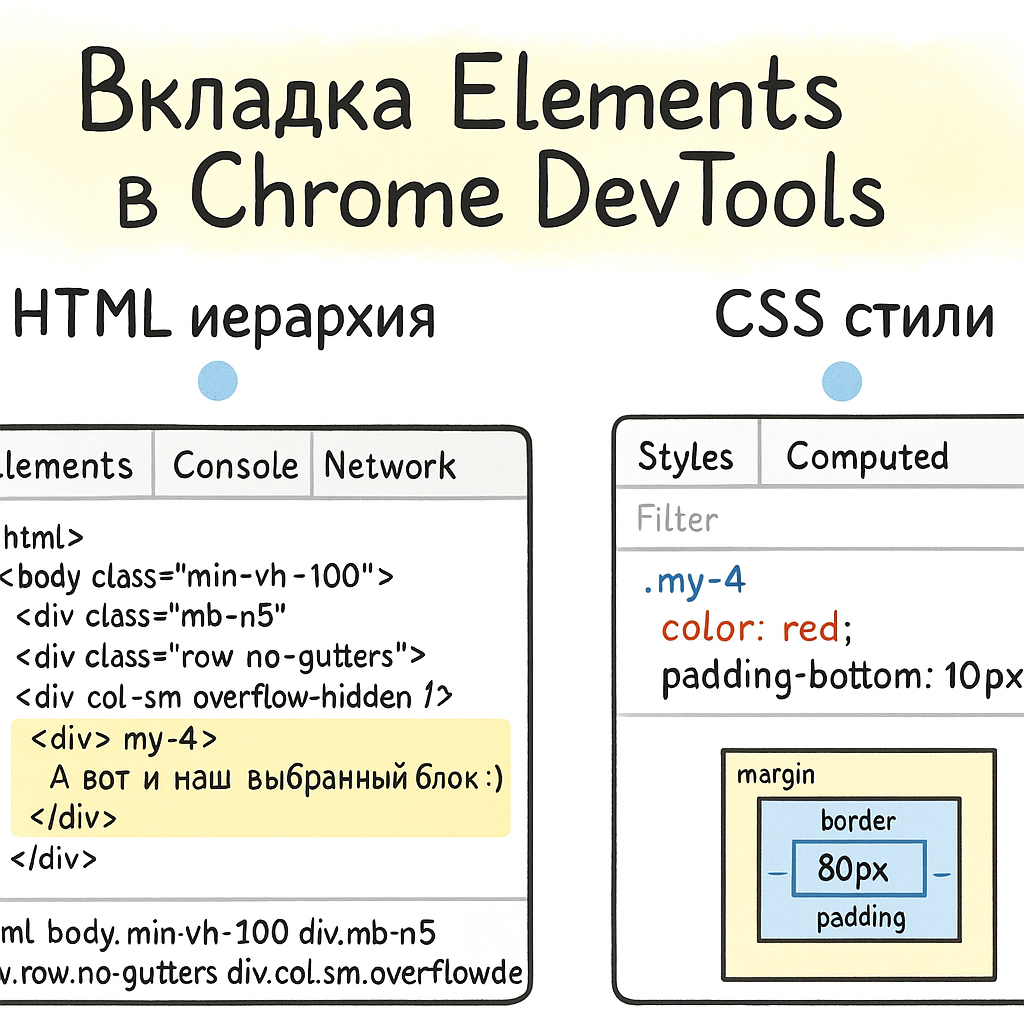 Вкладка Elements
в Chrome DevTools
HTML иерархия
lements Console Network
html>
<body class="min-vh-100">
<div class="mb-n5"
<div class="row no-gutters">
<div col-sm overflow-hidden 1>
<div> my-4>
А вот и наш выбранный блок:)
</div>
</div>
ml body.min-vh-100 div.mb-n5
w.row.no-gutters div.col.sm.overflowde
CSS стили
Styles Computed
Filter
.my-4
color: red;
padding-bottom: 10px
margin
border
80px
padding